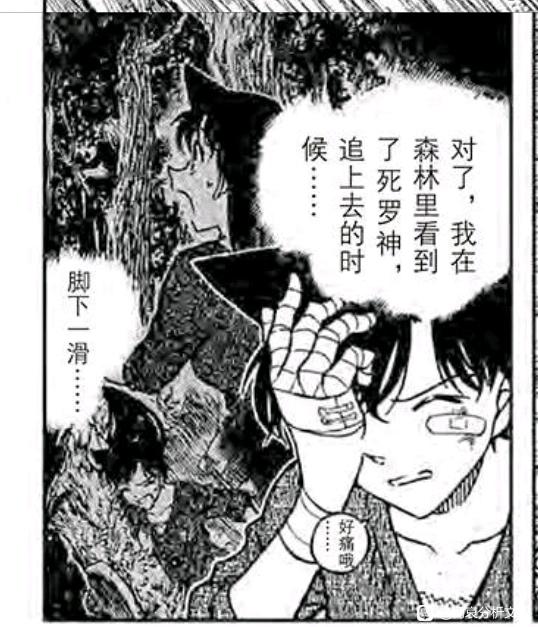 对了，我在
森林里看到
了死罗神，
追上去的时
候……
脚下一滑……
好痛哦
……